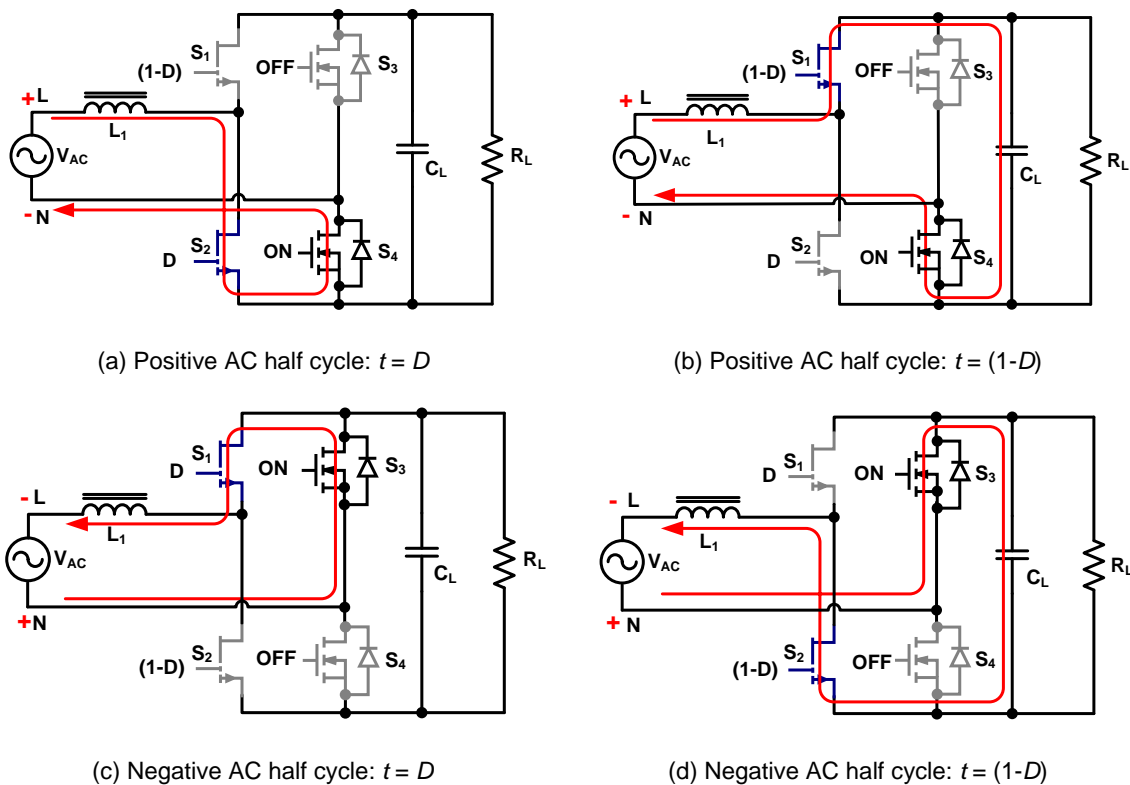 S1
(1-D)
OFF
S3
+ L
L1
VAC
CL
RL
- N
S2
D
ON
S4
(a) Positive AC half cycle: t = D
S1
(1-D)
OFF
S3
+ L
L1
VAC
CL
RL
- N
S2
D
ON
S4
(b) Positive AC half cycle: t = (1-D)
S1
D
ON
S3
- L
L1
VAC
CL
RL
+ N
S2
(1-D)
OFF
S4
(c) Negative AC half cycle: t = D
S1
D
ON
S3
- L
L1
VAC
CL
RL
+ N
S2
(1-D)
OFF
S4
(d) Negative AC half cycle: t = (1-D)